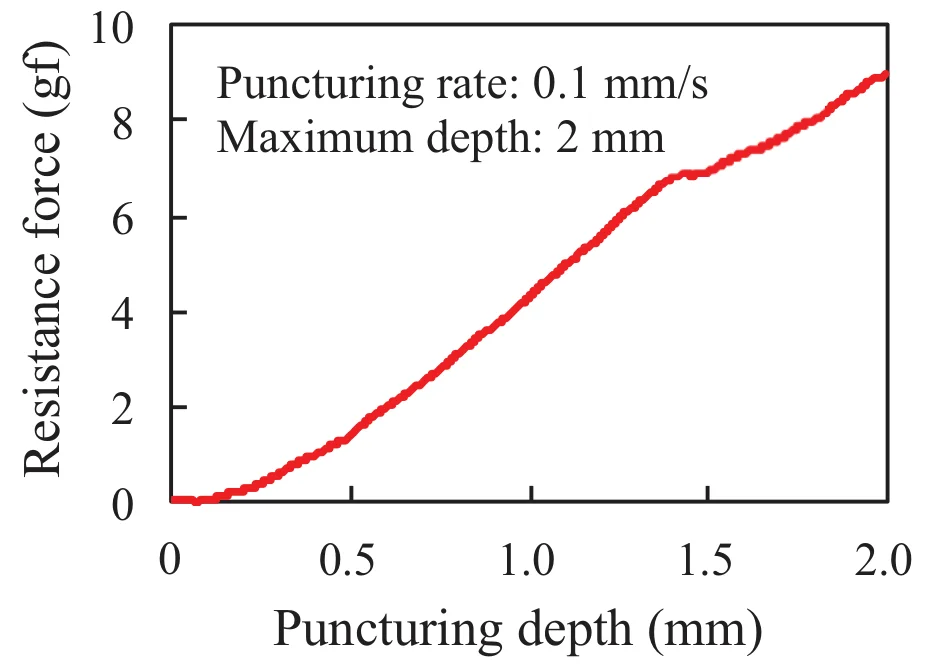 10
Puncturing rate: 0.1 mm/s
Maximum depth: 2 mm
8
6
4
2
0
Resistance force (gf)
0 0.5 1.0 1.5 2.0
Puncturing depth (mm)